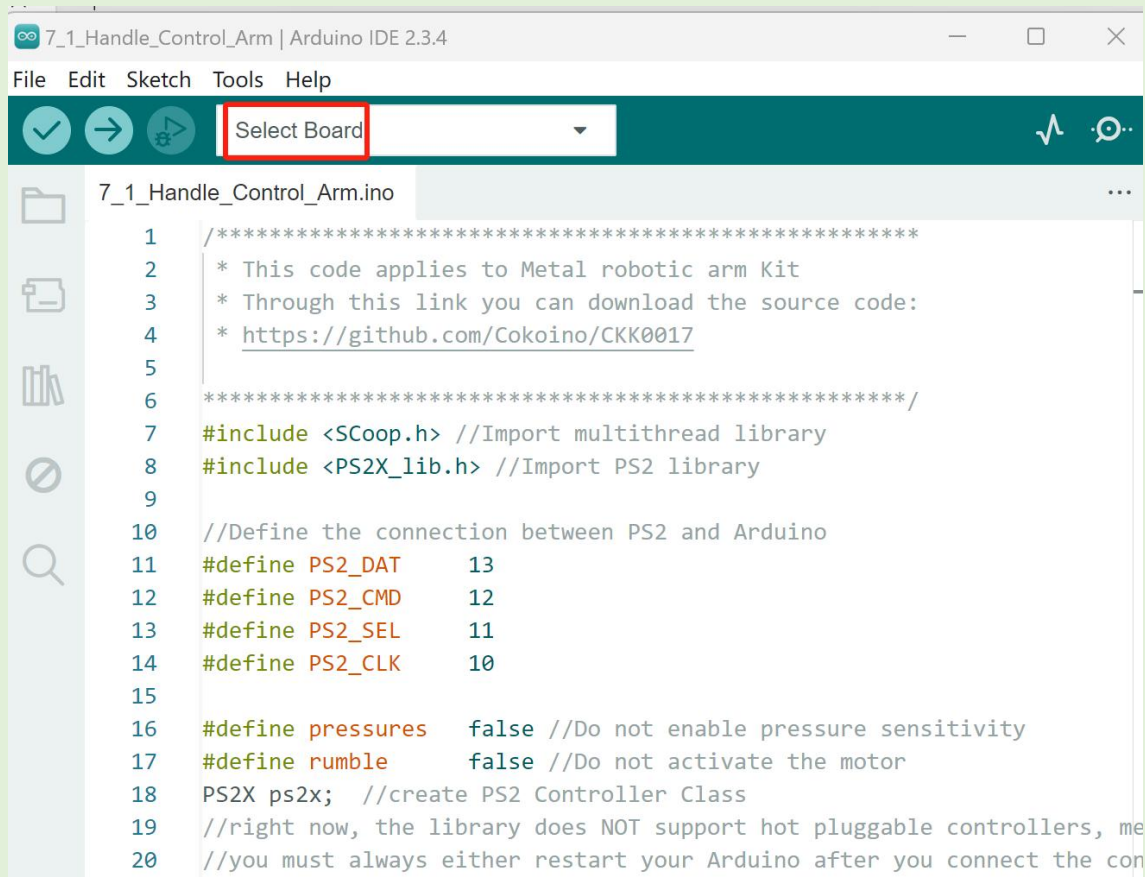 7_1_Handle_Control_Arm | Arduino IDE 2.3.4
File Edit Sketch Tools Help
Select Board
7_1_Handle_Control_Arm.ino
1 /*****************************************************
2 * This code applies to Metal robotic arm Kit
3 * Through this link you can download the source code:
4 * https://github.com/Cokoino/CKK0017
5
6 *****************************************************/
7 #include <SCoop.h> //Import multithread library
8 #include <PS2X_lib.h> //Import PS2 library
9
10 //Define the connection between PS2 and Arduino
11 #define PS2_DAT 13
12 #define PS2_CMD 12
13 #define PS2_SEL 11
14 #define PS2_CLK 10
15
16 #define pressures false //Do not enable pressure sensitivity
17 #define rumble false //Do not activate the motor
18 PS2X ps2x; //create PS2 Controller Class
19 //right now, the library does NOT support hot pluggable controllers, me
20 //you must always either restart your Arduino after you connect the con